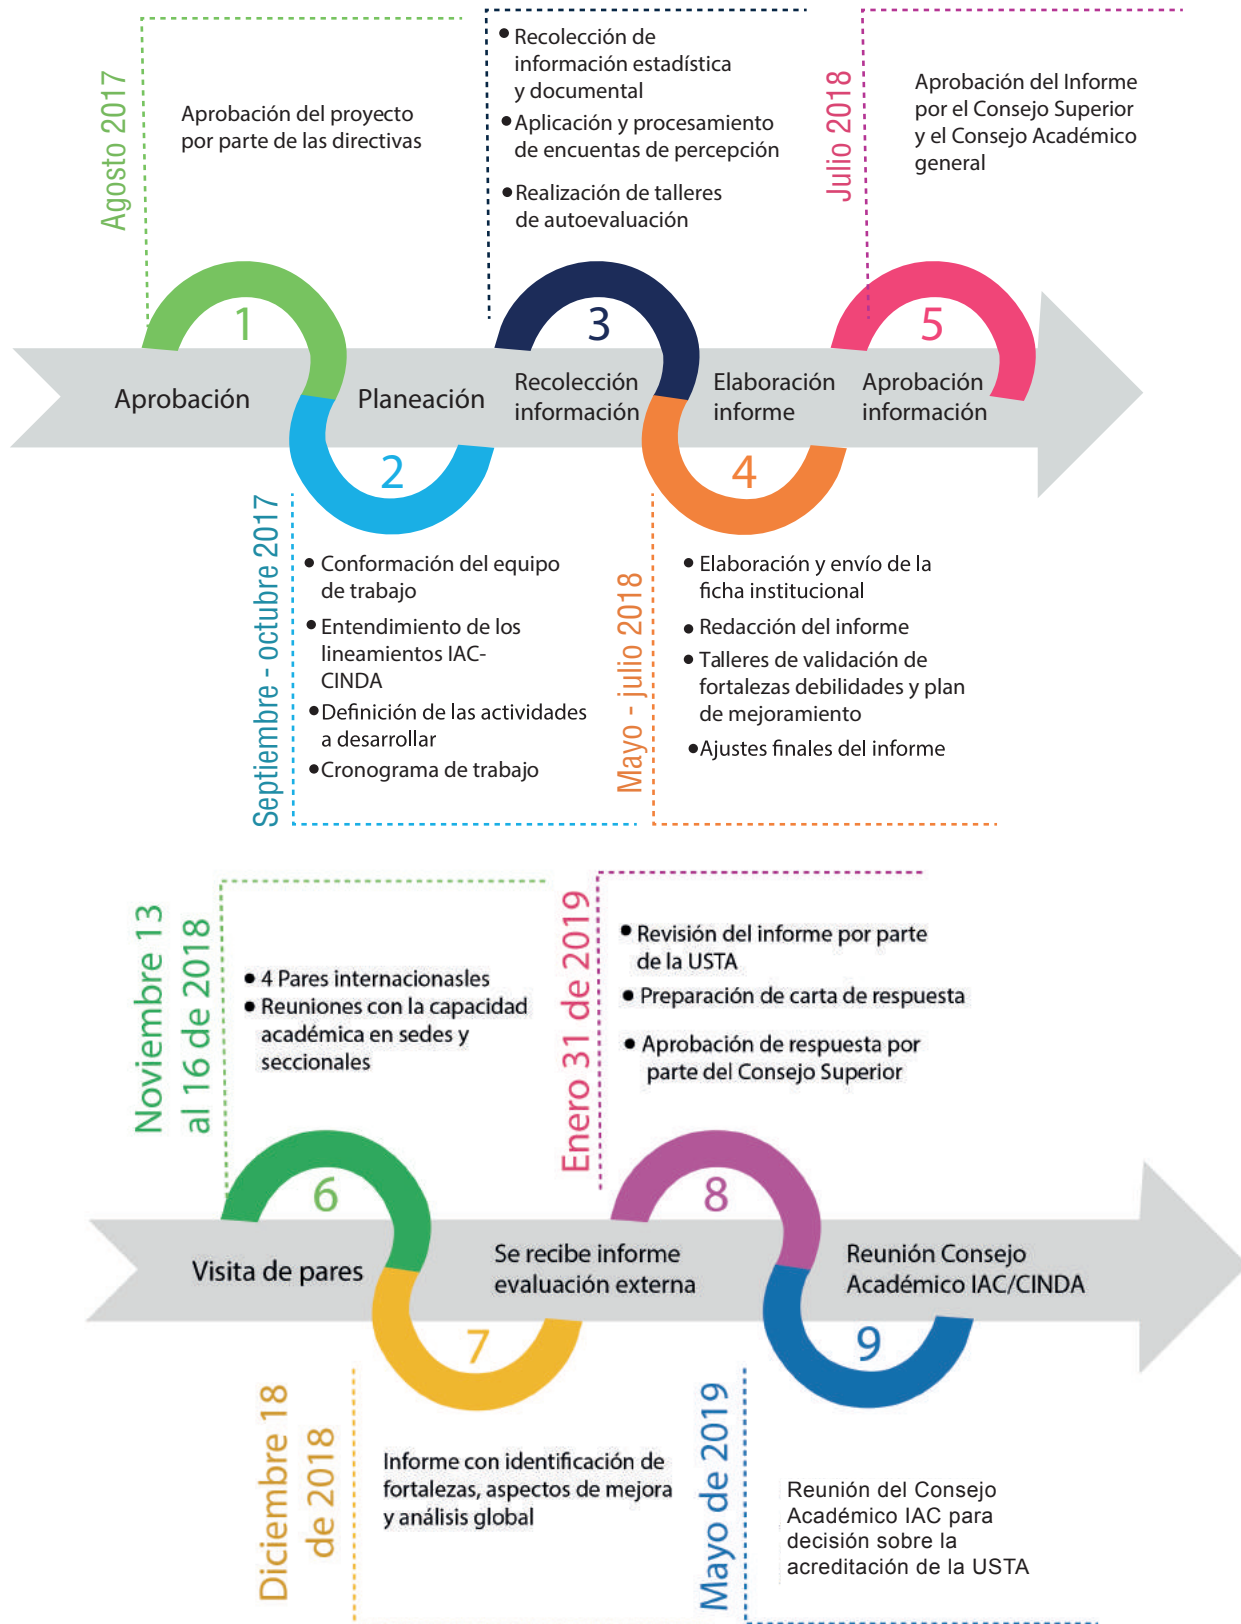 Agosto 2017
Aprobación del proyecto
por parte de las directivas
• Recolección de
información estadística
y documental
• Aplicación y procesamiento
de encuentas de percepción
• Realización de talleres
de autoevaluación
Julio 2018
Aprobación del Informe
por el Consejo Superior
y el Consejo Académico
general
1
3
5
Aprobación
Planeación
Recolección
información
Elaboración
informe
Aprobación
información
2
4
Septiembre - octubre 2017
• Conformación del equipo
de trabajo
• Entendimiento de los
lineamientos IAC-
CINDA
• Definición de las actividades
a desarrollar
• Cronograma de trabajo
Mayo - julio 2018
• Elaboración y envío de la
ficha institucional
• Redacción del informe
• Talleres de validación de
fortalezas debilidades y plan
de mejoramiento
• Ajustes finales del informe
Noviembre 13
al 16 de 2018
• 4 Pares internacionasles
• Reuniones con la capacidad
académica en sedes y
seccionales
Enero 31 de 2019
• Revisión del informe por parte
de la USTA
• Preparación de carta de respuesta
• Aprobación de respuesta por
parte del Consejo Superior
6
8
Visita de pares
Se recibe informe
evaluación externa
Reunión Consejo
Académico IAC/CINDA
7
9
Diciembre 18
de 2018
Informe con identificación de
fortalezas, aspectos de mejora
y análisis global
Mayo de 2019
Reunión del Consejo
Académico IAC para
decisión sobre la
acreditación de la USTA